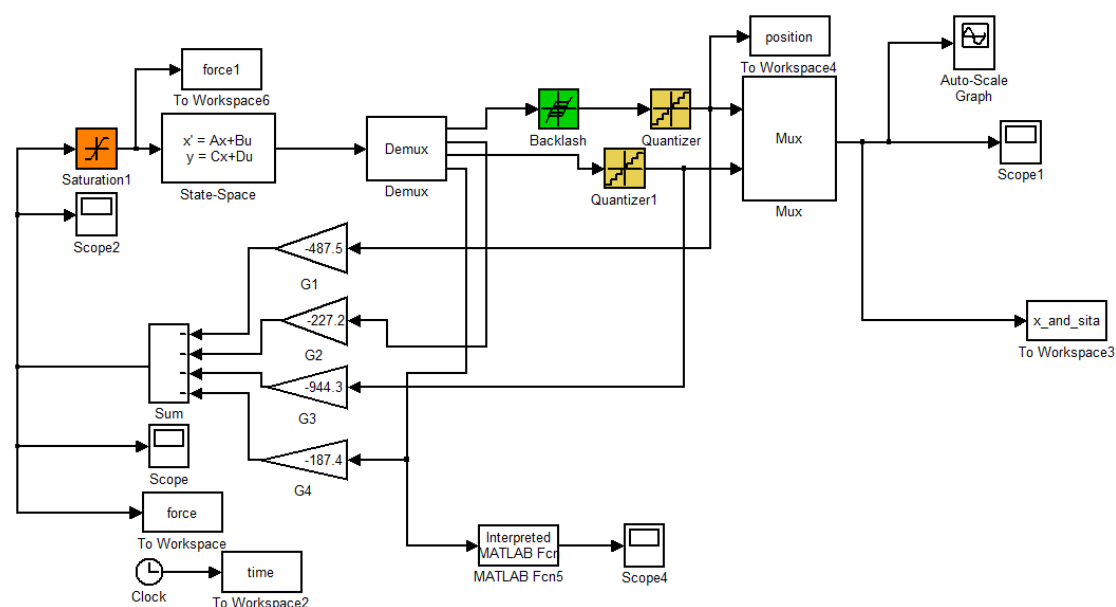 position
To Workspace4
Auto-Scale
Graph
force1
To Workspace6
Backlash
Quantizer
Mux
Mux
x' = Ax+Bu
y = Cx+Du
State-Space
Saturation1
Demux
Demux
Quantizer1
Scope1
Scope2
-487.5
G1
-227.2
G2
x_and_sita
To Workspace3
-944.3
G3
Sum
-187.4
G4
Scope
force
To Workspace
Interpreted
MATLAB Fcn
MATLAB Fcn5
Scope4
Clock
time
To Workspace2